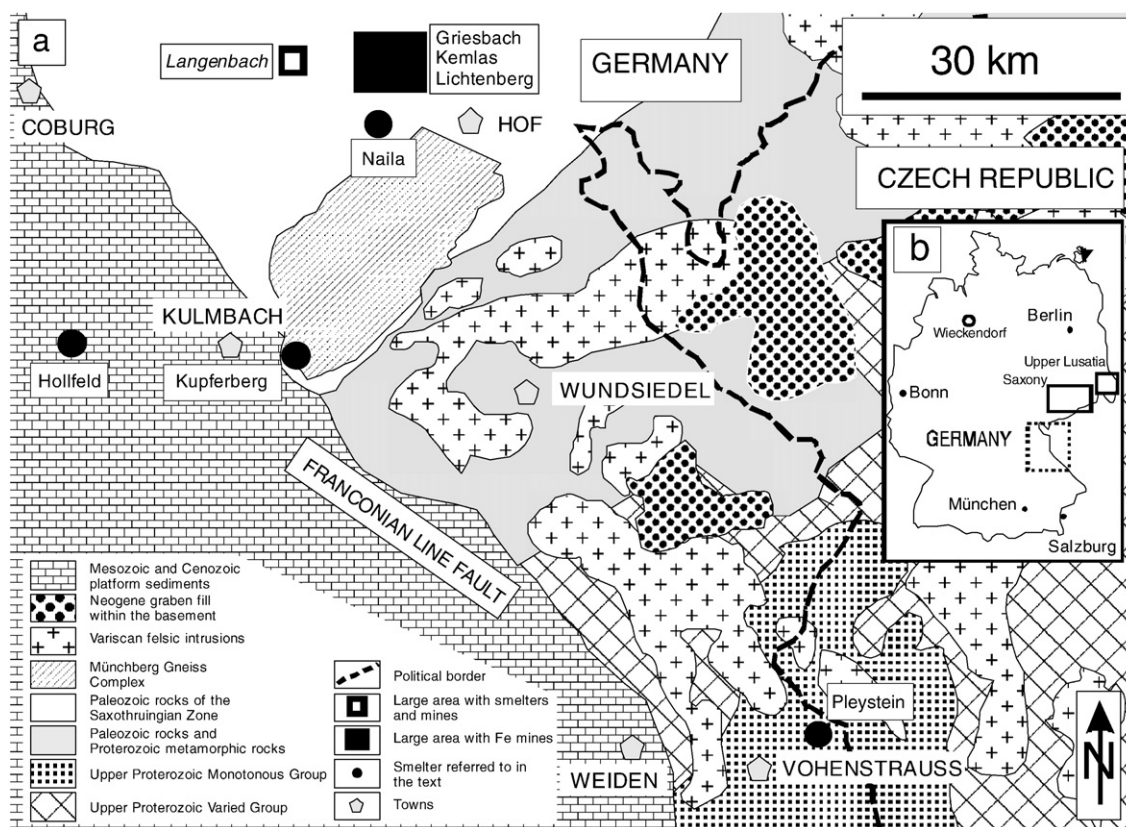 a
Langenbach
Griesbach
Kemlas
Lichtenberg
GERMANY
30 km
COBURG
Naila
HOF
CZECH REPUBLIC
KULMBACH
Hollfeld
Kupferberg
WUNDSIEDEL
FRANCONIAN LINE FAULT
b
Wieckendorf
Berlin
Upper Lusatia
Saxony
Bonn
GERMANY
München
Salzburg
Mesozoic and Cenozoic
platform sediments
Neogene graben fill
within the basement
Variscan felsic intrusions
Münchberg Gneiss
Complex
Paleozoic rocks of the
Saxothruingian Zone
Paleozoic rocks and
Proterozoic metamorphic rocks
Upper Proterozoic Monotonous Group
Upper Proterozoic Varied Group
Political border
Large area with smelters
and mines
Large area with Fe mines
Smelter referred to in
the text
Towns
WEIDEN
Pleystein
VOHENSTRAUSS
N